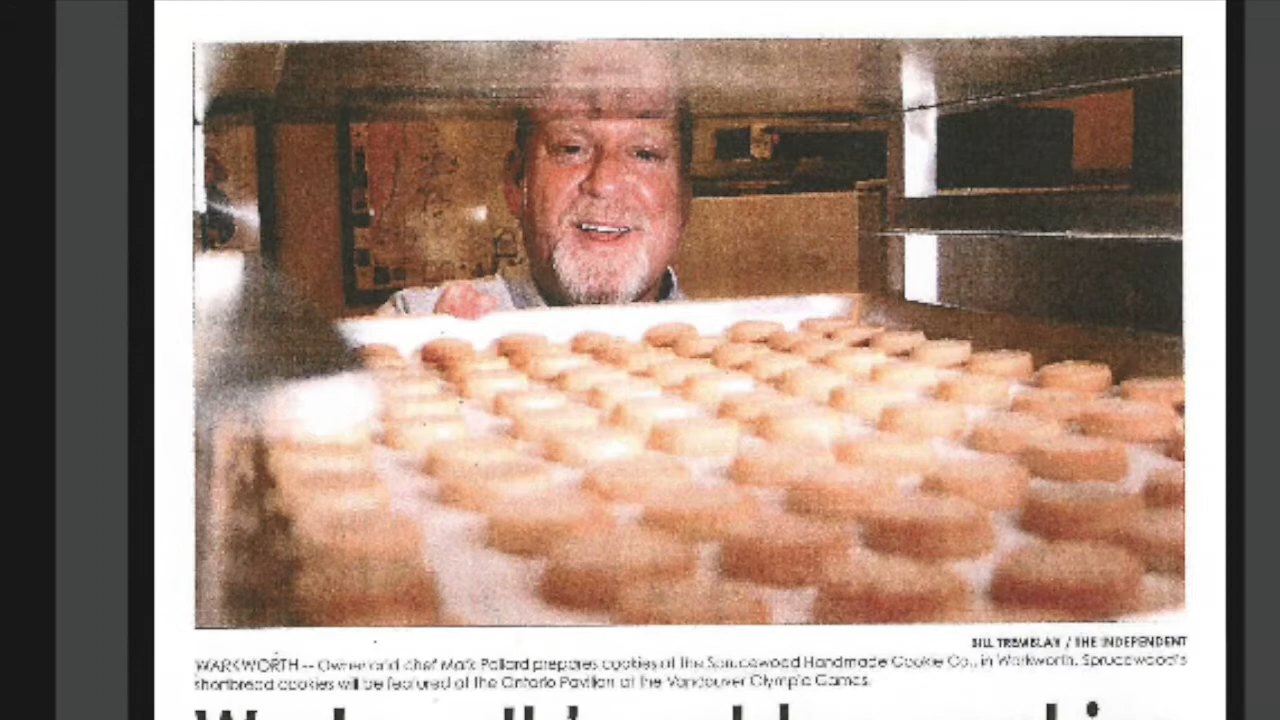 BILL TREMBLAY / THE INDEPENDENT
WARKWORTH -- Owner and chef Mark Pollard prepares cookies at the Sprucewood Handmade Cookie Co., in Warkworth. Sprucewood's
shortbread cookies will be featured at the Ontario Pavilion at the Vancouver Olympic Games.